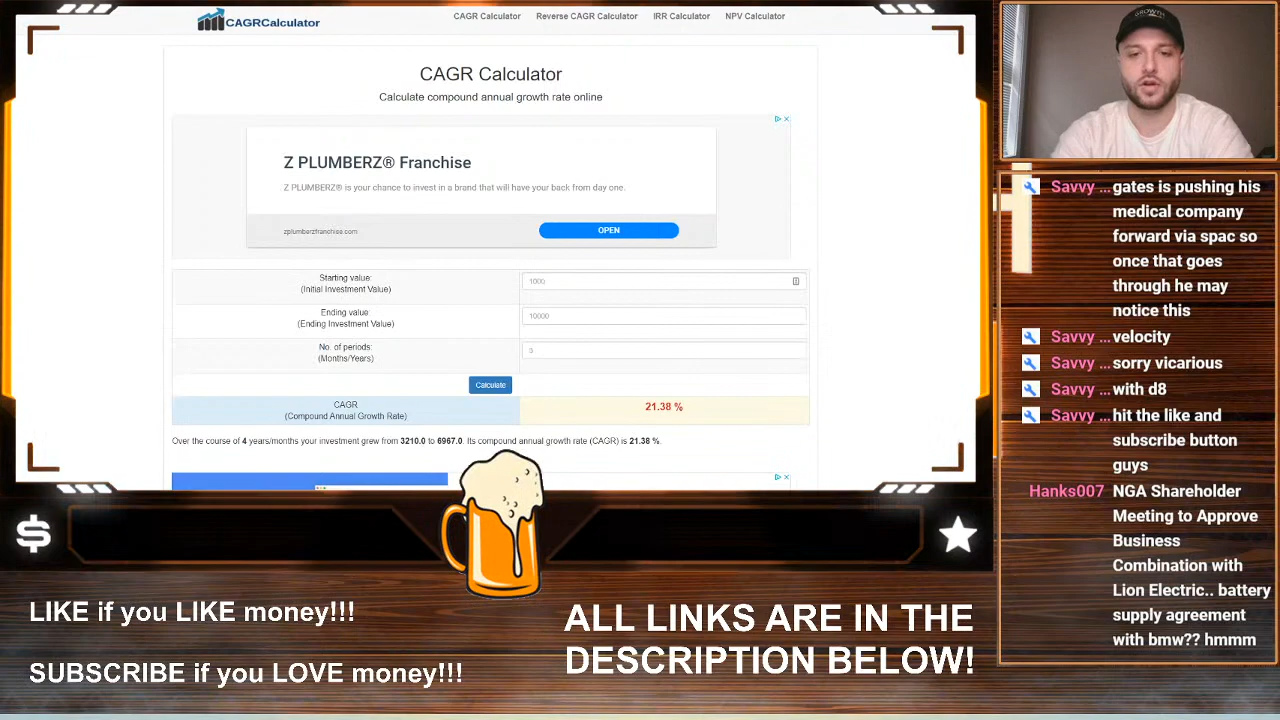 CAGRCalculator
CAGR Calculator
Reverse CAGR Calculator
IRR Calculator
NPV Calculator
CAGR Calculator
Calculate compound annual growth rate online
Z PLUMBERZ® Franchise
Z PLUMBERZ® is your chance to invest in a brand that will have your back from day one.
zplumberzfranchise.com
OPEN
Starting value:
(Initial Investment Value)
1000
Ending value:
(Ending Investment Value)
10000
No. of periods:
(Months/Years)
5
Calculate
CAGR
(Compound Annual Growth Rate)
21.38 %
Over the course of 4 years/months your investment grew from 3210.0 to 6967.0. Its compound annual growth rate (CAGR) is 21.38 %.
LIKE if you LIKE money!!!
SUBSCRIBE if you LOVE money!!!
ALL LINKS ARE IN THE
DESCRIPTION BELOW!
GROWTH
Savvy ... gates is pushing his
medical company
forward via spac so
once that goes
through he may
notice this
Savvy ... velocity
Savvy ... sorry vicarious
Savvy ... with d8
Savvy ... hit the like and
subscribe button
guys
Hanks007 NGA Shareholder
Meeting to Approve
Business
Combination with
Lion Electric.. battery
supply agreement
with bmw?? hmmm